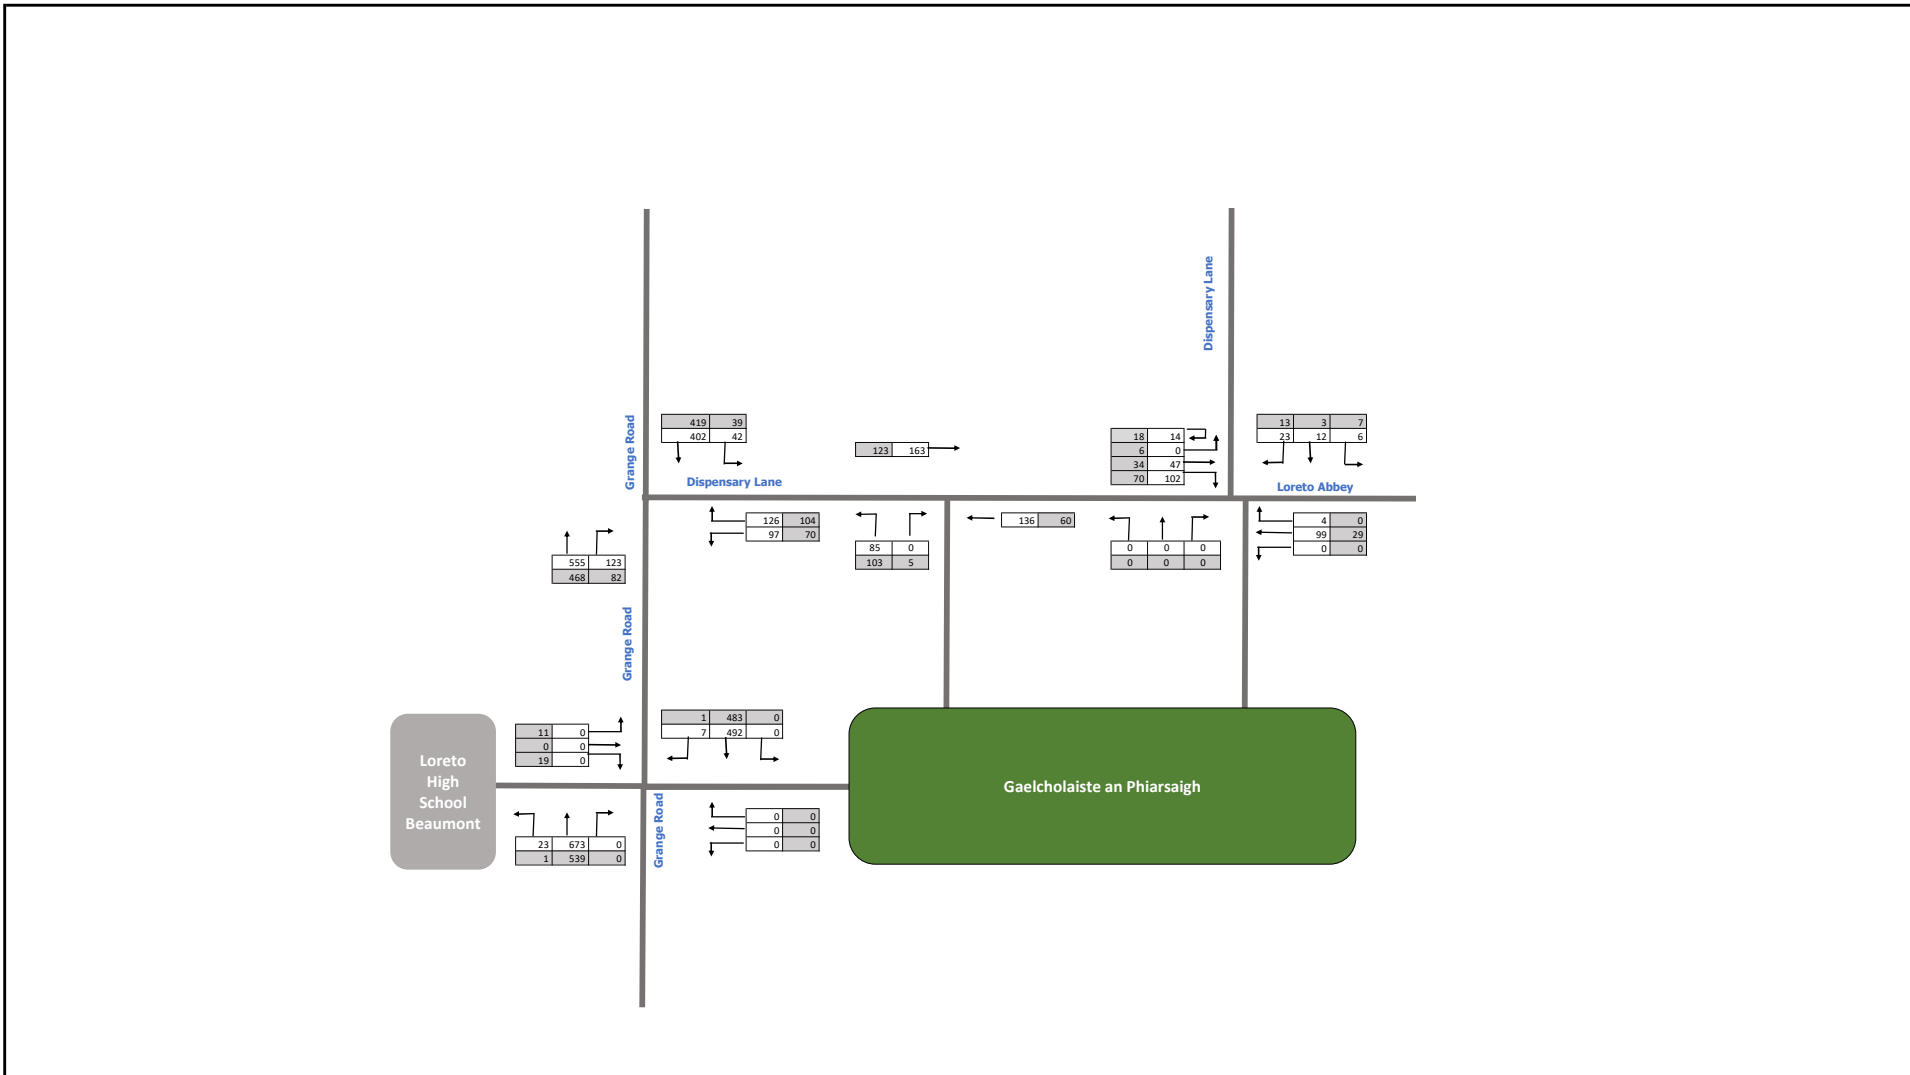 Dispensary Lane
Grange Road
419 39
402 42
123 163
18 14
6 0
34 47
70 102
13 3 7
23 12 6
Dispensary Lane
Loreto Abbey
126 104
97 70
85 0
103 5
136 60
0 0 0
0 0 0
4 0
99 29
0 0
555 123
468 82
Grange Road
11 0
0 0
19 0
1 483 0
7 492 0
Loreto
High
School
Beaumont
Gaelcholaiste an Phiarsaigh
23 673 0
1 539 0
Grange Road
0 0
0 0
0 0